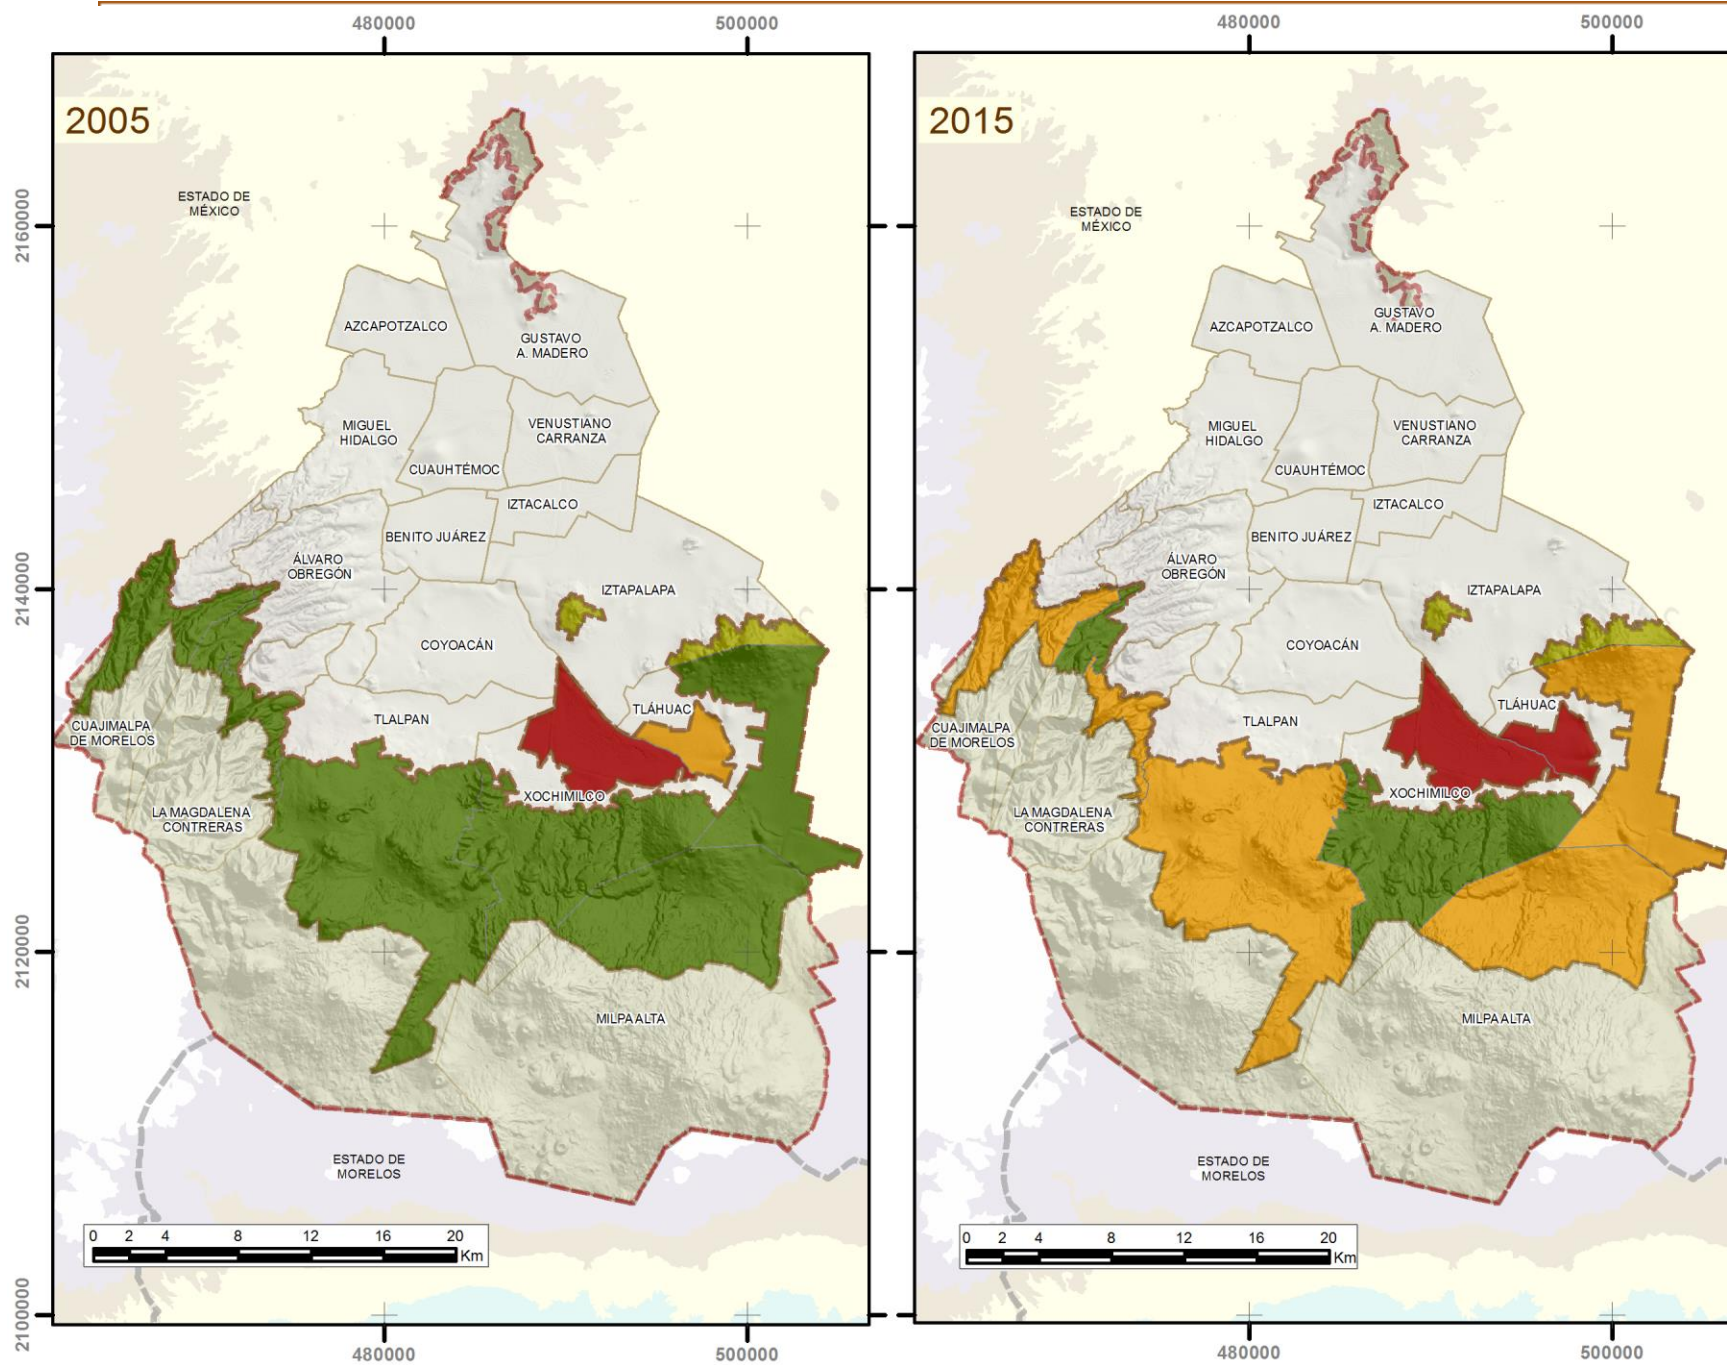 480000
500000
480000
500000
2005
2015
2160000
2140000
2120000
2100000
ESTADO DE
MÉXICO
AZCAPOTZALCO
GUSTAVO
A. MADERO
MIGUEL
HIDALGO
VENUSTIANO
CARRANZA
CUAUHTÉMOC
IZTACALCO
BENITO JUÁREZ
ÁLVARO
OBREGÓN
IZTAPALAPA
COYOACÁN
TLÁHUAC
TLALPAN
CUAJIMALPA
DE MORELOS
XOCHIMILCO
LA MAGDALENA
CONTRERAS
MILPA ALTA
ESTADO DE
MORELOS
0 2 4 8 12 16 20
Km
ESTADO DE
MÉXICO
GUSTAVO
A. MADERO
AZCAPOTZALCO
MIGUEL
HIDALGO
VENUSTIANO
CARRANZA
CUAUHTÉMOC
IZTACALCO
BENITO JUÁREZ
ÁLVARO
OBREGÓN
IZTAPALAPA
COYOACÁN
TLÁHUAC
TLALPAN
CUAJIMALPA
DE MORELOS
XOCHIMILCO
LA MAGDALENA
CONTRERAS
MILPA ALTA
ESTADO DE
MORELOS
0 2 4 8 12 16 20
Km
480000
500000
480000
500000